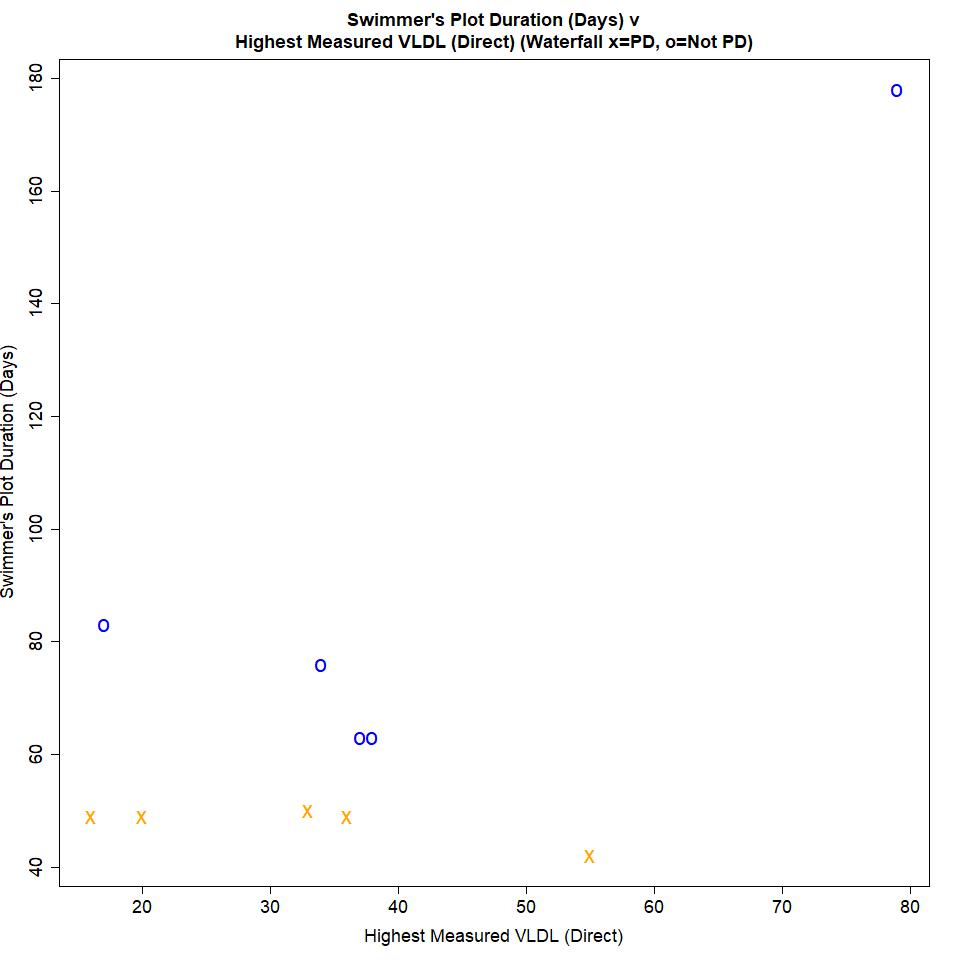 Swimmer's Plot Duration (Days) v
Highest Measured VLDL (Direct) (Waterfall x=PD, o=Not PD)
Swimmer's Plot Duration (Days)
180
160
140
120
100
80
60
40
o
o
o
oo
x
x
x
x
x
20 30 40 50 60 70 80
Highest Measured VLDL (Direct)